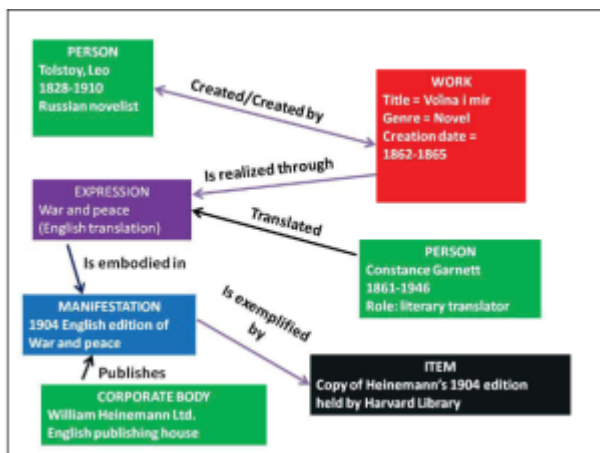 PERSON
Tolstoy, Leo
1828-1910
Russian novelist
Created/Created by
WORK
Title = Voĭna i mir
Genre = Novel
Creation date =
1862-1865
Is realized through
EXPRESSION
War and peace
(English translation)
Translated
PERSON
Constance Garnett
1861-1946
Role: literary translator
Is embodied in
MANIFESTATION
1904 English edition of
War and peace
Is exemplified
by
ITEM
Copy of Heinemann's 1904 edition
held by Harvard Library
Publishes
CORPORATE BODY
William Heinemann Ltd.
English publishing house